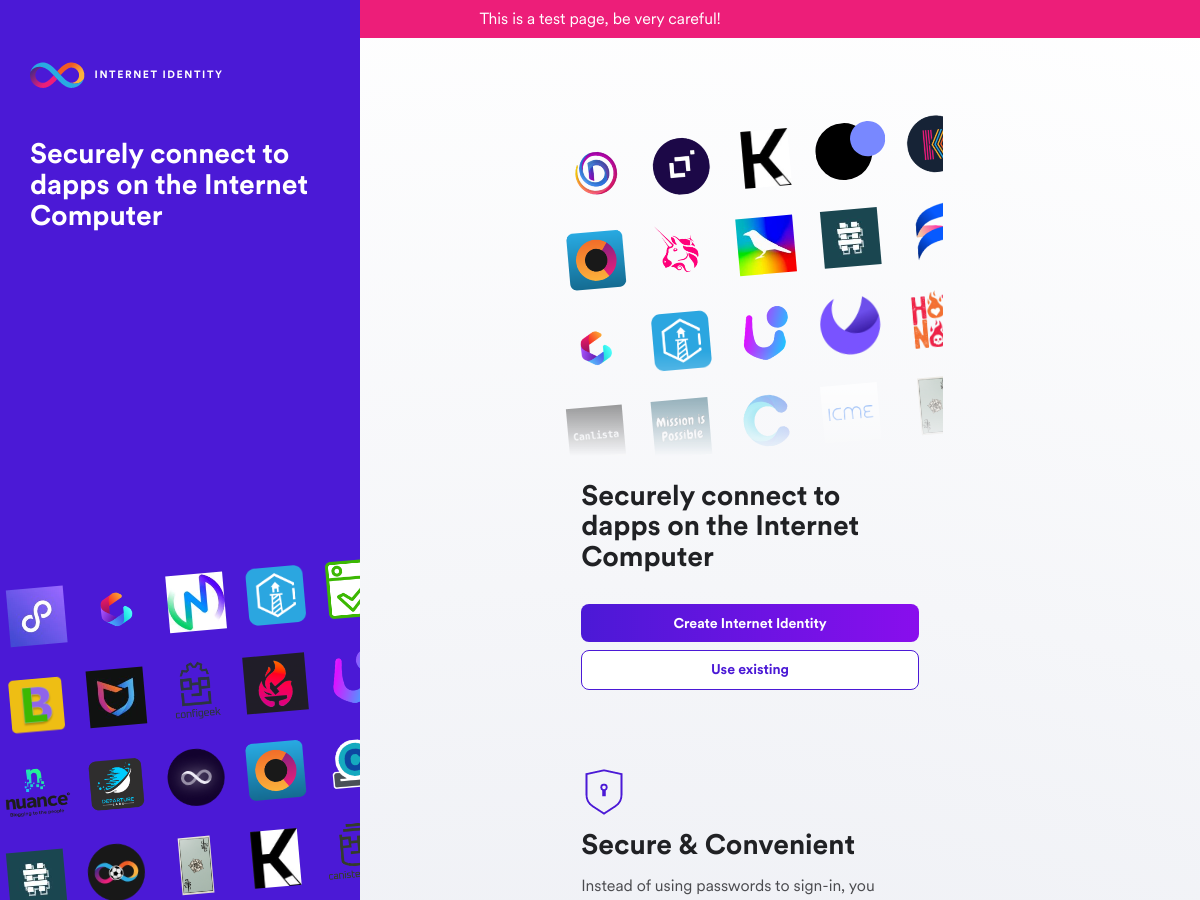 This is a test page, be very careful!
INTERNET IDENTITY
Securely connect to
dapps on the Internet
Computer
nuance
K
Canlista
Mission is
Possible
ICME
Securely connect to
dapps on the Internet
Computer
Create Internet Identity
Use existing
Secure & Convenient
Instead of using passwords to sign-in, you